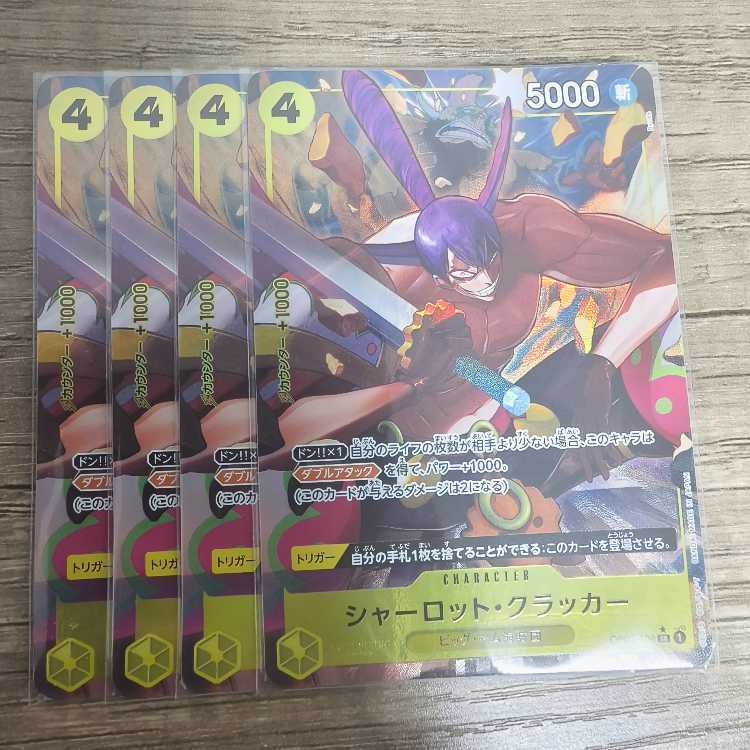 4
4
4
4
5000
斬
カウンター+1000
カウンター+1000
カウンター+1000
カウンター+1000
ドン!!×1
ダブル
(この
ドン!!×
ダブル
(この
ドン!!×
ダブル
(この
ドン!!×1 自分のライフの枚数が相手より少ない場合、このキャラは
ダブルアタック を得て、パワー+1000。
(このカードが与えるダメージは2になる)
トリガー
トリガー
トリガー
トリガー 自分の手札1枚を捨てることができる:このカードを登場させる。
CHARACTER
シャーロット・クラッカー